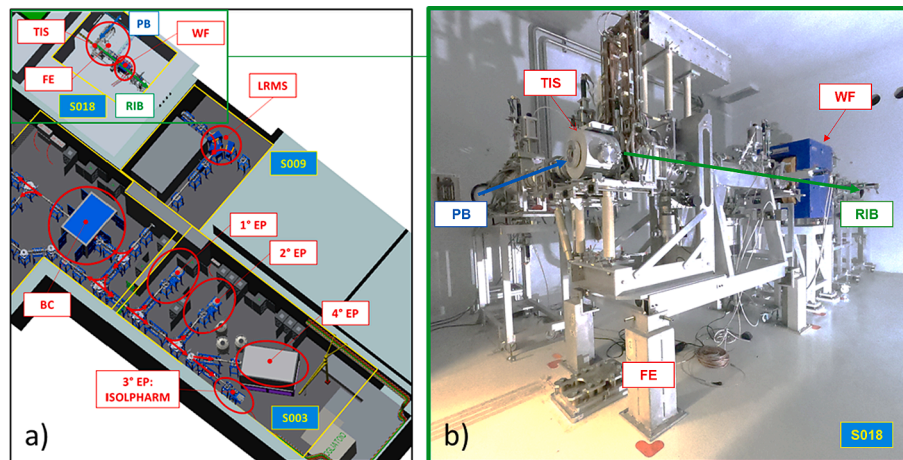 TIS
PB
WF
FE
RIB
S018
LRMS
S009
1° EP
2° EP
4° EP
BC
3° EP:
ISOLPHARM
S003
a)
TIS
WF
PB
RIB
FE
S018
b)